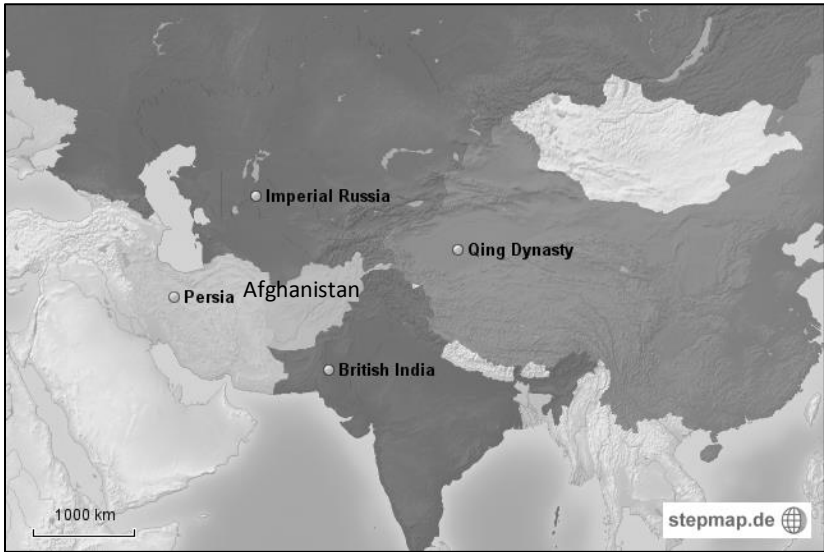 Imperial Russia
Qing Dynasty
Persia
Afghanistan
British India
1000 km
stepmap.de